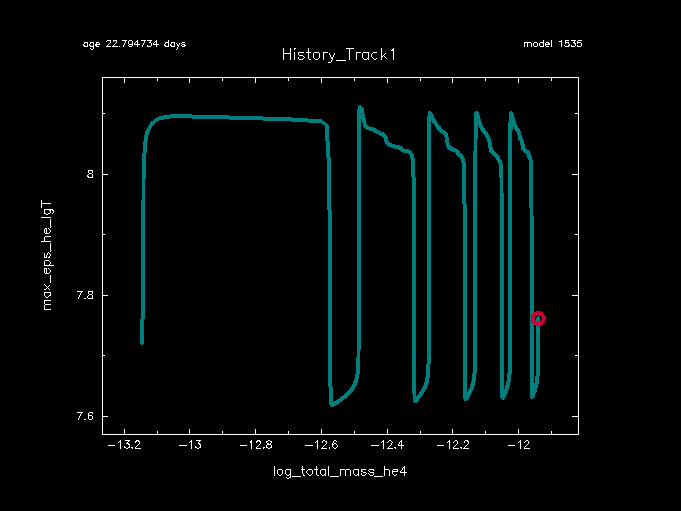 age 22.794734 days
model 1535
History_Track1
max_eps_he_lgT
8
7.8
7.6
−13.2
−13
−12.8
−12.6
−12.4
−12.2
−12
log_total_mass_he4